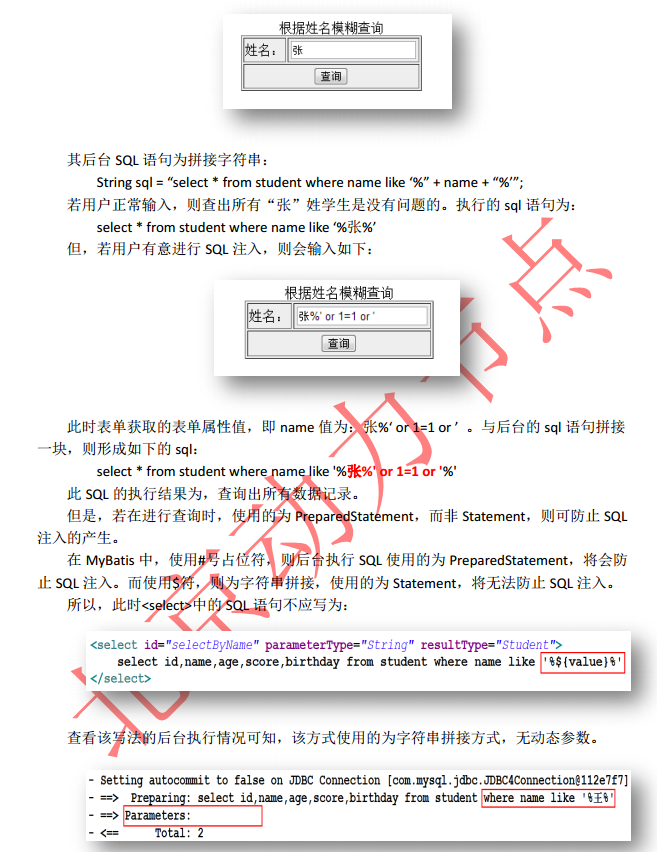 根据姓名模糊查询
姓名： 张
查询
其后台 SQL 语句为拼接字符串：
String sql = “select * from student where name like ‘%” + name + “%’”;
若用户正常输入，则查出所有“张”姓学生是没有问题的。执行的 sql 语句为：
select * from student where name like ‘%张%’
但，若用户有意进行 SQL 注入，则会输入如下：
根据姓名模糊查询
姓名： 张%' or 1=1 or '
查询
此时表单获取的表单属性值，即 name 值为：张%‘ or 1=1 or ’ 。与后台的 sql 语句拼接
一块，则形成如下的 sql:
select * from student where name like '%张%' or 1=1 or '%'
此 SQL 的执行结果为，查询出所有数据记录。
但是，若在进行查询时，使用的为 PreparedStatement，而非 Statement，则可防止 SQL
注入的产生。
在 MyBatis 中，使用#号占位符，则后台执行 SQL 使用的为 PreparedStatement，将会防
止 SQL 注入。而使用$符，则为字符串拼接，使用的为 Statement，将无法防止 SQL 注入。
所以，此时<select>中的 SQL 语句不应写为：
<select id="selectByName" parameterType="String" resultType="Student">
select id,name,age,score,birthday from student where name like '%${value}%'
</select>
查看该写法的后台执行情况可知，该方式使用的为字符串拼接方式，无动态参数。
- Setting autocommit to false on JDBC Connection [com.mysql.jdbc.JDBC4Connection@112e7f7]
- ==> Preparing: select id,name,age,score,birthday from student where name like '%王%'
- ==> Parameters:
- <== Total: 2
北京动力节点